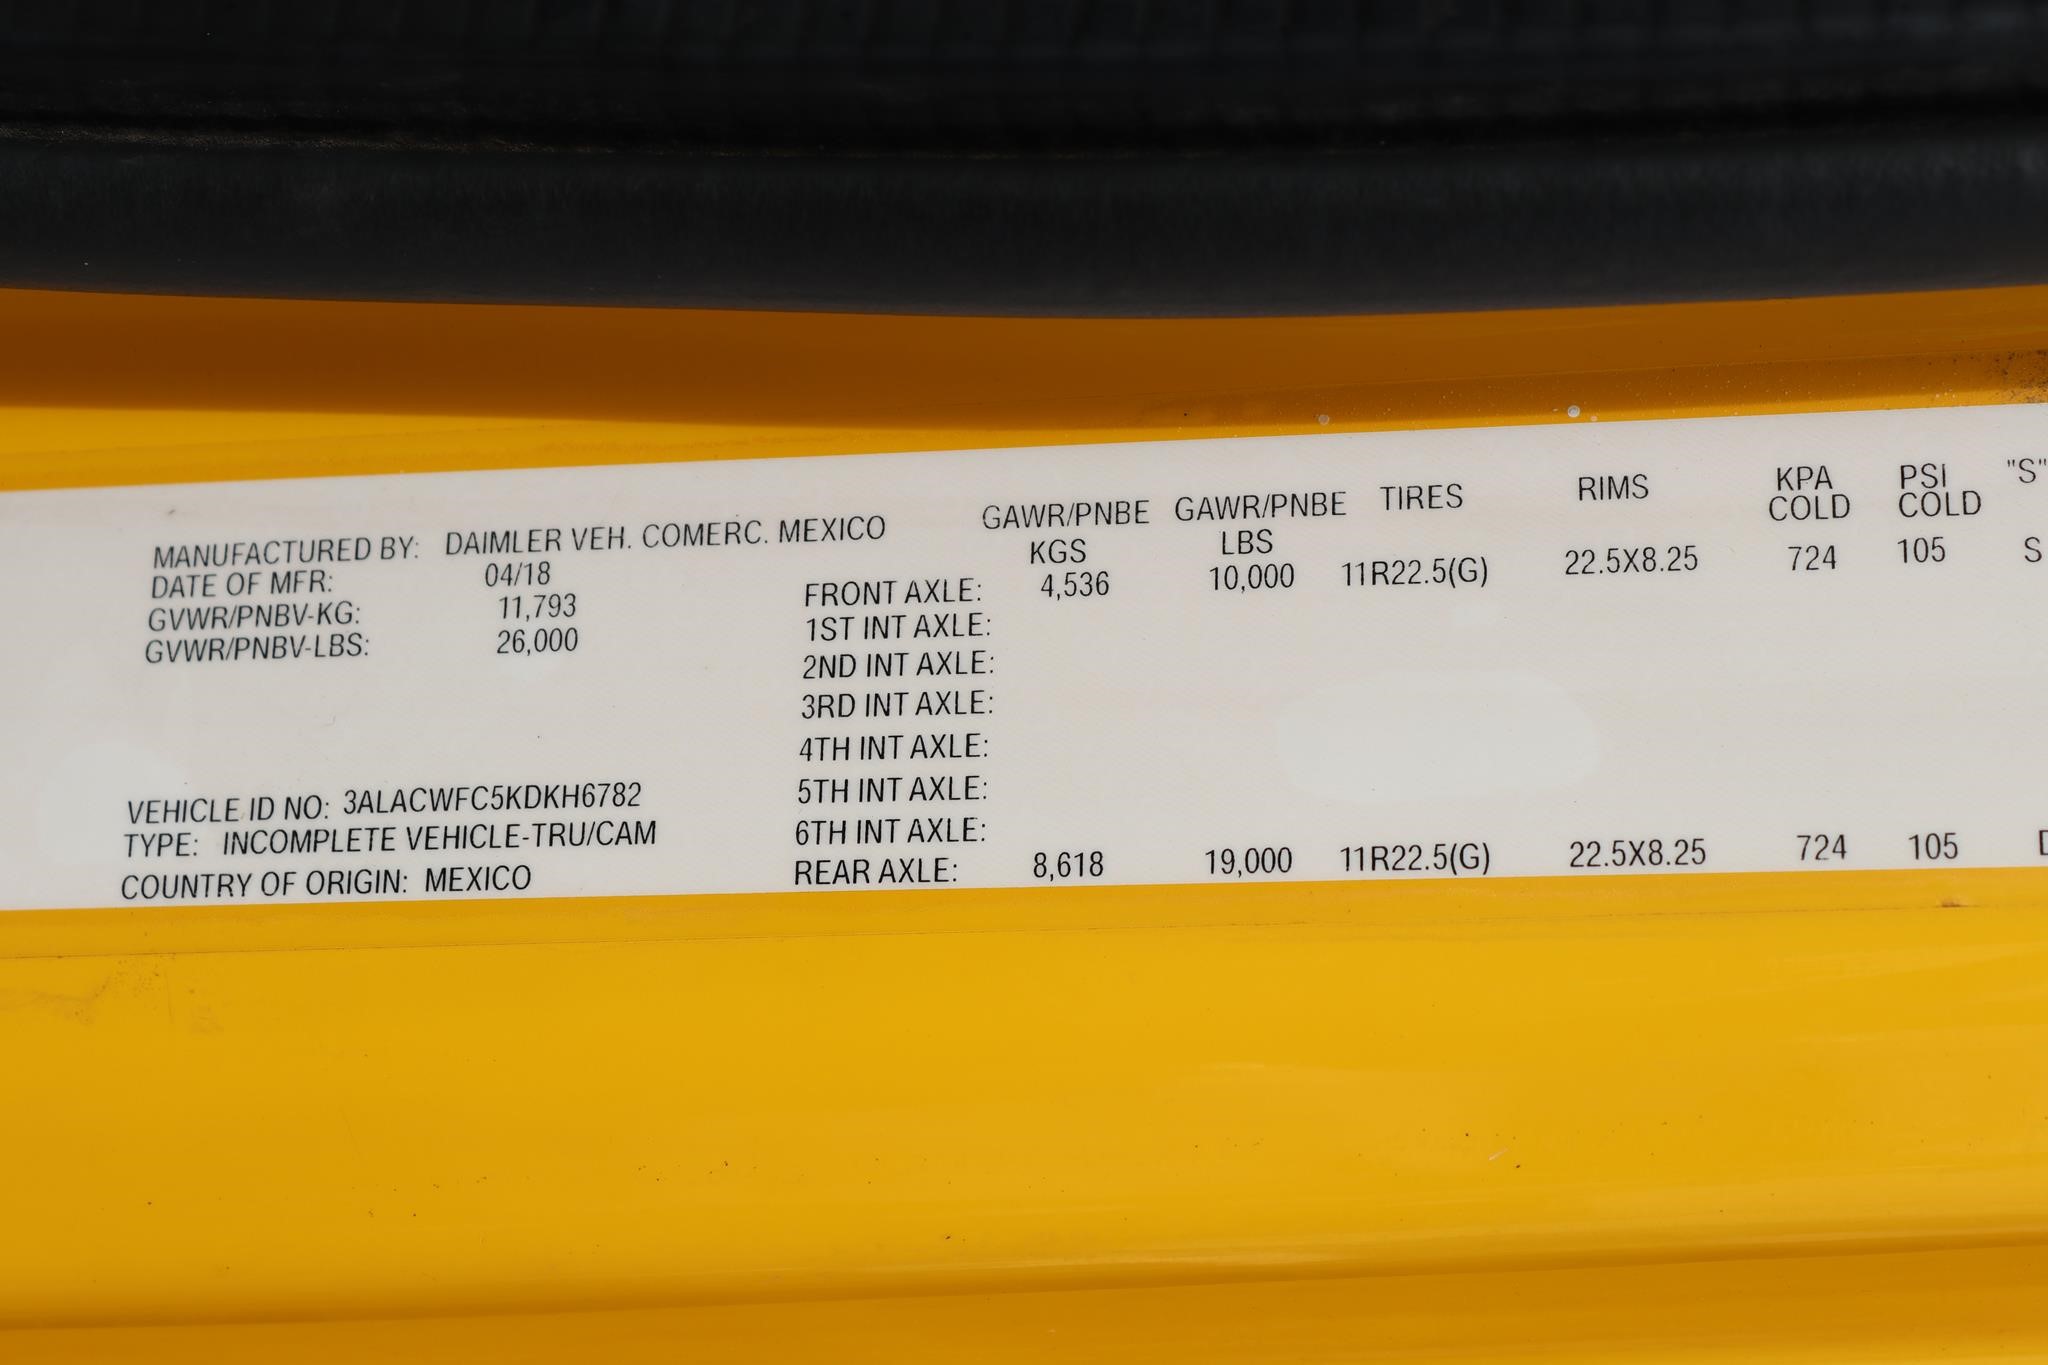 MANUFACTURED BY: DAIMLER VEH. COMERC. MEXICO
DATE OF MFR: 04/18
GVWR/PNBV-KG: 11,793
GVWR/PNBV-LBS: 26,000
VEHICLE ID NO: 3ALACWFC5KDKH6782
TYPE: INCOMPLETE VEHICLE-TRU/CAM
COUNTRY OF ORIGIN: MEXICO
GAWR/PNBE GAWR/PNBE TIRES RIMS KPA PSI "S"
KGS LBS COLD COLD
FRONT AXLE: 4,536 10,000 11R22.5(G) 22.5X8.25 724 105 S
1ST INT AXLE:
2ND INT AXLE:
3RD INT AXLE:
4TH INT AXLE:
5TH INT AXLE:
6TH INT AXLE:
REAR AXLE: 8,618 19,000 11R22.5(G) 22.5X8.25 724 105